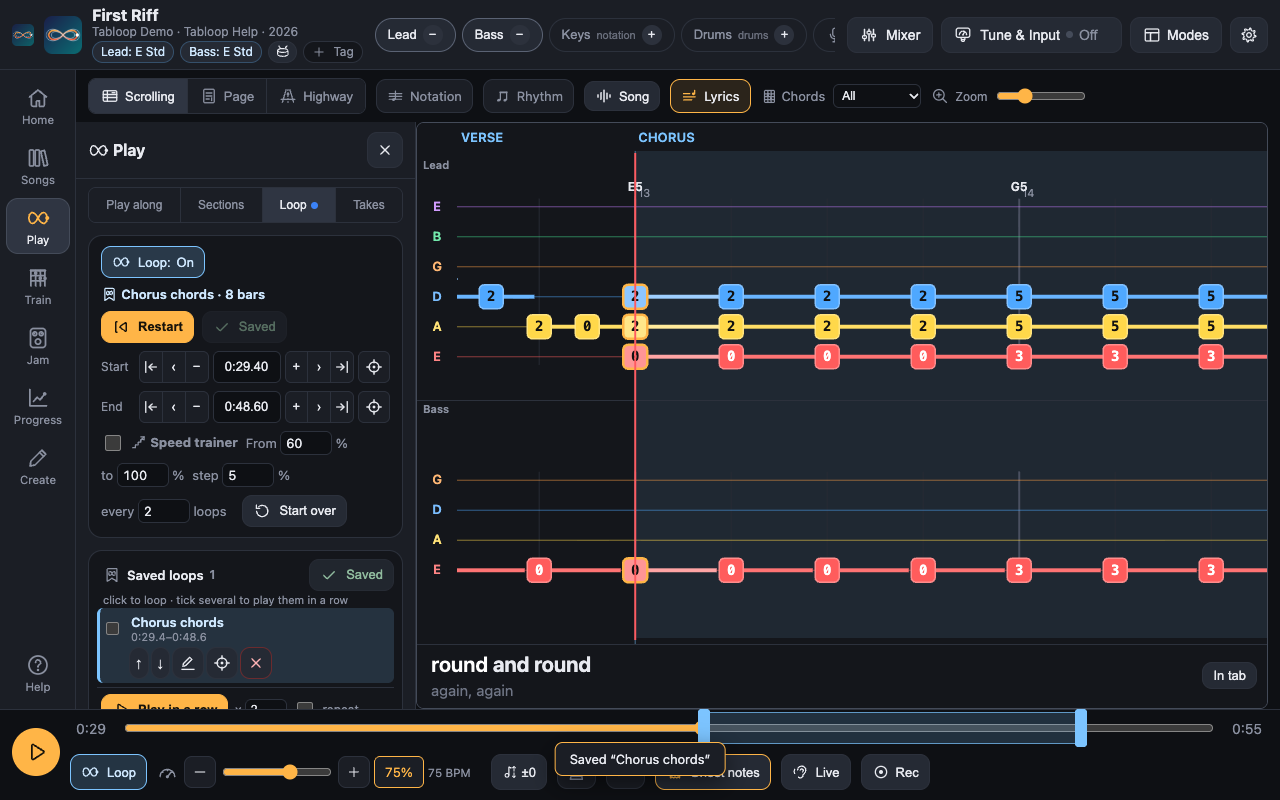 First Riff
Tabloop Demo · Tabloop Help · 2026
Lead: E Std Bass: E Std + Tag
Lead − Bass − Keys notation + Drums drums +
Mixer Tune & Input Off Modes
Home
Songs
Play
Train
Jam
Progress
Create
Help
Scrolling Page Highway Notation Rhythm Song Lyrics Chords All Zoom
Play
Play along Sections Loop Takes
Loop: On
Chorus chords · 8 bars
Restart Saved
Start − 0:29.40 +
End − 0:48.60 +
Speed trainer From 60 %
to 100 % step 5 %
every 2 loops Start over
Saved loops 1 Saved
click to loop · tick several to play them in a row
Chorus chords
0:29.4–0:48.6
VERSE CHORUS
Lead
E5 13 G5 14
E
B
G
D 2 2 2 2 2 5 5 5
A 2 0 2 2 2 2 5 5 5
E 0 0 0 0 3 3 3
Bass
G
D
A
E 0 0 0 0 0 3 3 3
round and round
again, again
In tab
0:29 0:55
Loop − + 75% 75 BPM ±0 notes Live Rec
Saved “Chorus chords”